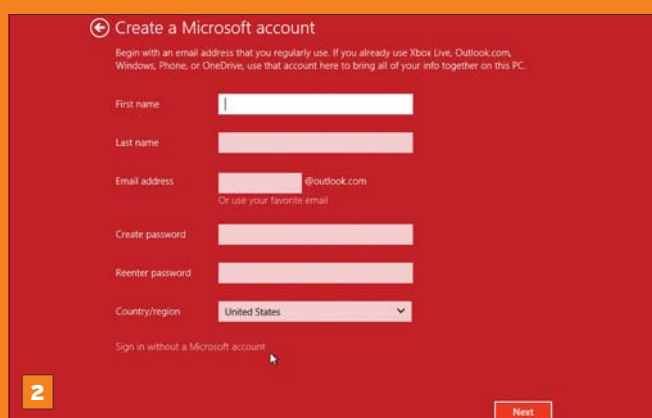 Create a Microsoft account
Begin with an email address that you regularly use. If you already use Xbox Live, Outlook.com,
Windows, Phone, or OneDrive, use that account here to bring all of your info together on this PC.
First name
Last name
Email address
@outlook.com
Or use your favorite email
Create password
Reenter password
Country/region
United States
Sign in without a Microsoft account
2
Next